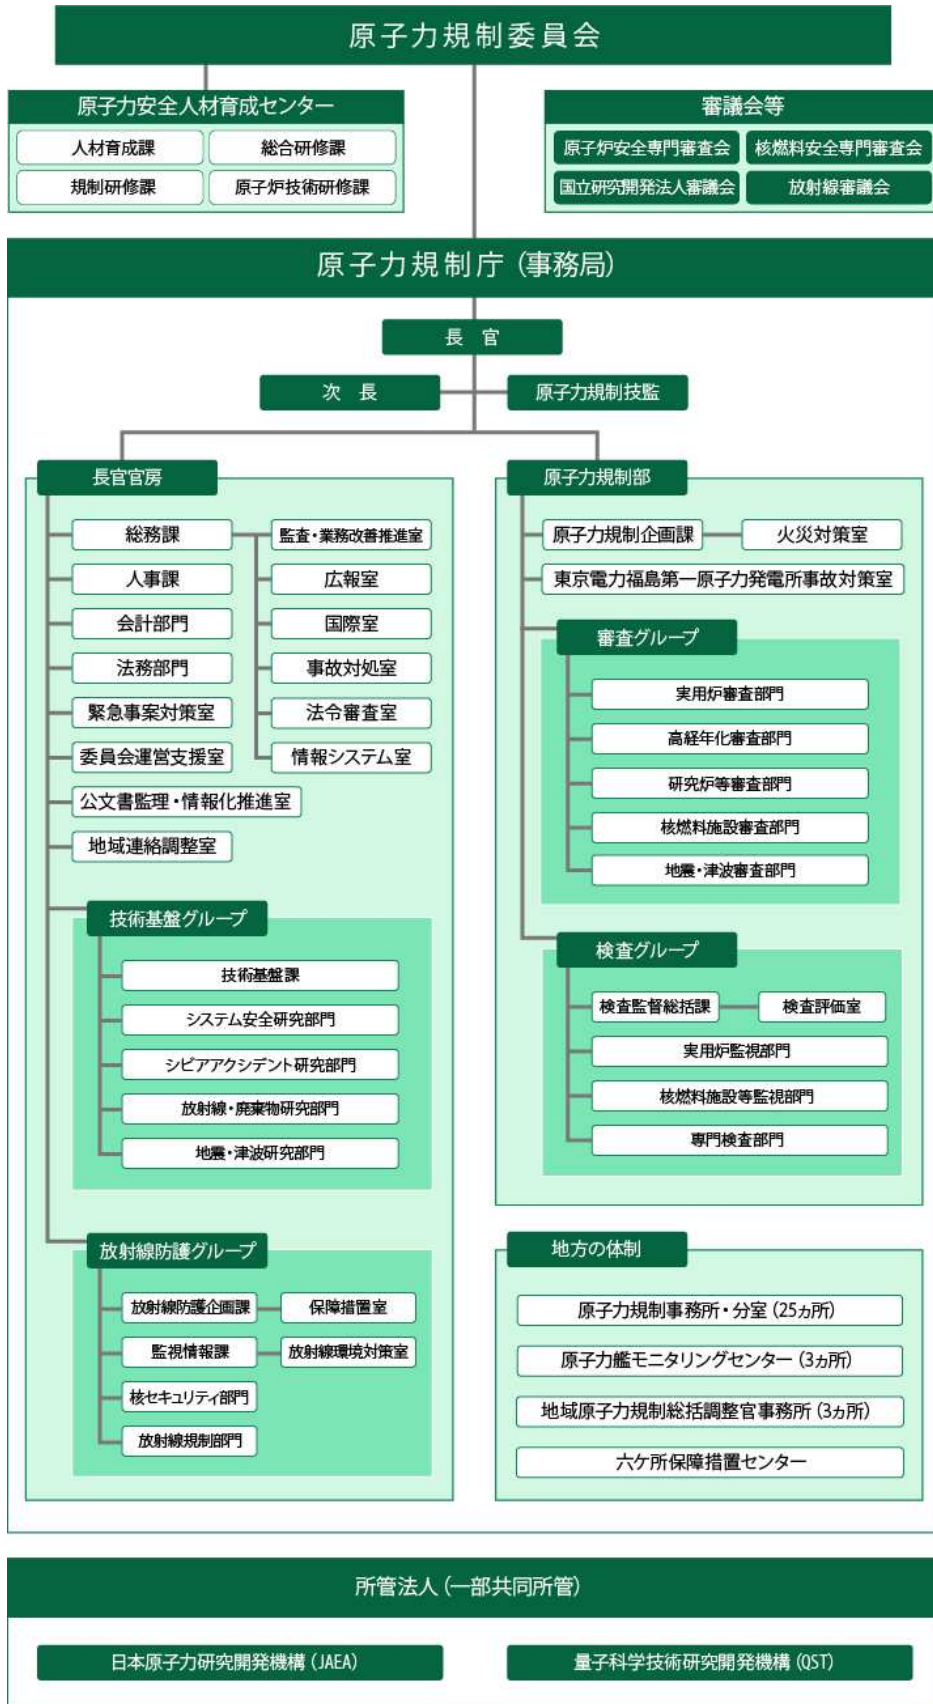 原子力規制委員会
原子力安全人材育成センター
人材育成課
総合研修課
規制研修課
原子炉技術研修課
審議会等
原子炉安全専門審査会
核燃料安全専門審査会
国立研究開発法人審議会
放射線審議会
原子力規制庁（事務局）
長　官
次　長
原子力規制技監
長官官房
総務課
監査・業務改善推進室
人事課
広報室
会計部門
国際室
法務部門
事故対処室
緊急事案対策室
法令審査室
委員会運営支援室
情報システム室
公文書監理・情報化推進室
地域連絡調整室
技術基盤グループ
技術基盤課
システム安全研究部門
シビアアクシデント研究部門
放射線・廃棄物研究部門
地震・津波研究部門
放射線防護グループ
放射線防護企画課
保障措置室
監視情報課
放射線環境対策室
核セキュリティ部門
放射線規制部門
原子力規制部
原子力規制企画課
火災対策室
東京電力福島第一原子力発電所事故対策室
審査グループ
実用炉審査部門
高経年化審査部門
研究炉等審査部門
核燃料施設審査部門
地震・津波審査部門
検査グループ
検査監督総括課
検査評価室
実用炉監視部門
核燃料施設等監視部門
専門検査部門
地方の体制
原子力規制事務所・分室（25ヵ所）
原子力艦モニタリングセンター（3ヵ所）
地域原子力規制総括調整官事務所（3ヵ所）
六ケ所保障措置センター
所管法人（一部共同所管）
日本原子力研究開発機構（JAEA）
量子科学技術研究開発機構（QST）